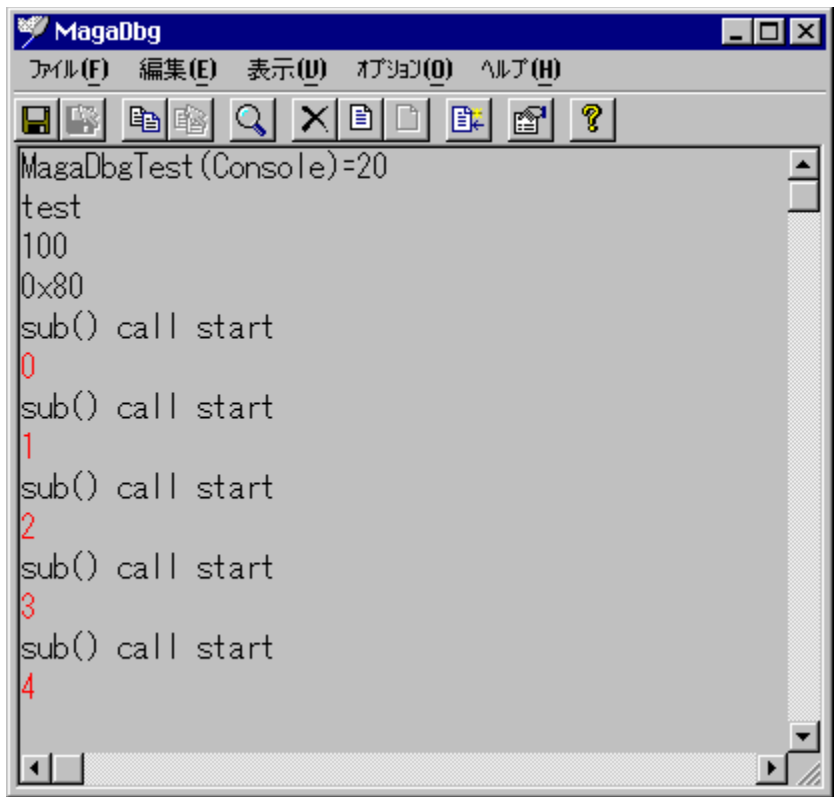 MagaDbg
ﾌｧｲﾙ(F) 編集(E) 表示(U) ｵﾌﾟｼｮﾝ(O) ﾍﾙﾌﾟ(H)
MagaDbgTest(Console)=20
test
100
0x80
sub() call start
0
sub() call start
1
sub() call start
2
sub() call start
3
sub() call start
4